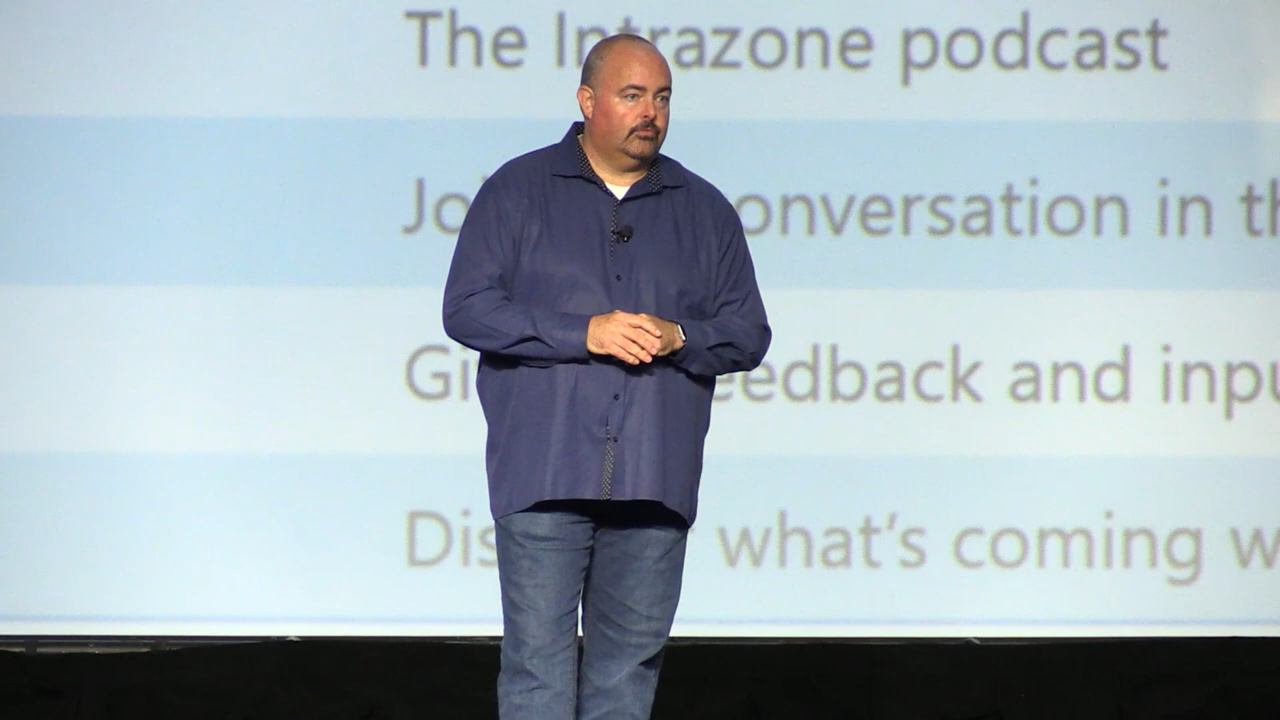 The Intrazone podcast
Jo onversation in th
Gi eedback and inpu
Dis what's coming w